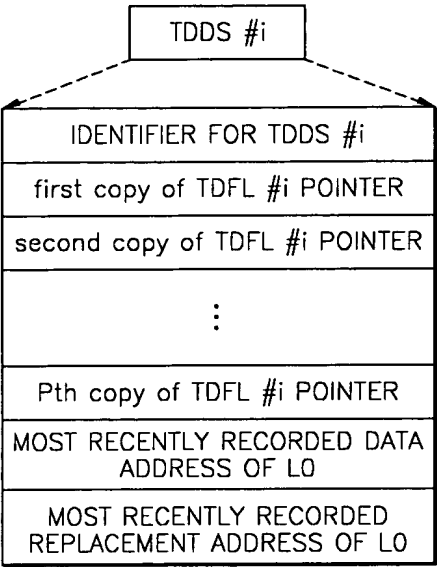 TDDS #i
IDENTIFIER FOR TDDS #i
first copy of TDFL #i POINTER
second copy of TDFL #i POINTER
⋮
Pth copy of TDFL #i POINTER
MOST RECENTLY RECORDED DATA
ADDRESS OF L0
MOST RECENTLY RECORDED
REPLACEMENT ADDRESS OF L0